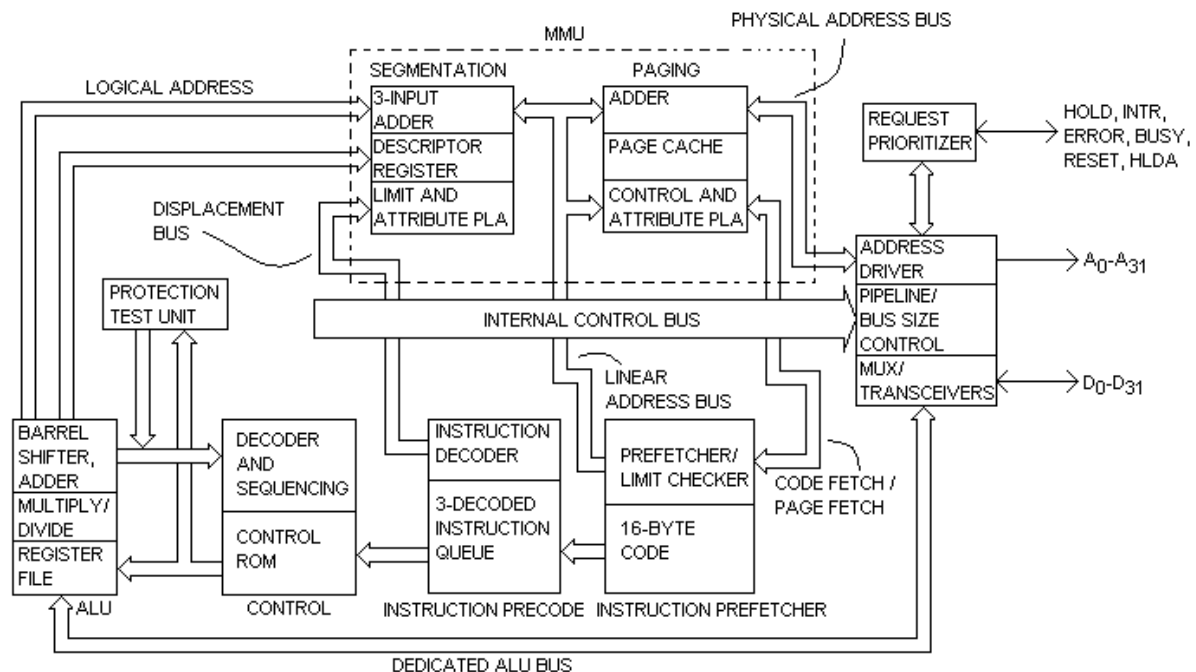 PHYSICAL ADDRESS BUS
MMU
LOGICAL ADDRESS
SEGMENTATION
PAGING
3-INPUT
ADDER
DESCRIPTOR
REGISTER
LIMIT AND
ATTRIBUTE PLA
ADDER
PAGE CACHE
CONTROL AND
ATTRIBUTE PLA
REQUEST
PRIORITIZER
HOLD, INTR,
ERROR, BUSY,
RESET, HLDA
DISPLACEMENT
BUS
ADDRESS
DRIVER
PIPELINE/
BUS SIZE
CONTROL
MUX/
TRANSCEIVERS
A0-A31
D0-D31
PROTECTION
TEST UNIT
INTERNAL CONTROL BUS
LINEAR
ADDRESS BUS
BARREL
SHIFTER,
ADDER
MULTIPLY/
DIVIDE
REGISTER
FILE
ALU
DECODER
AND
SEQUENCING
CONTROL
ROM
CONTROL
INSTRUCTION
DECODER
3-DECODED
INSTRUCTION
QUEUE
INSTRUCTION PRECODE
PREFETCHER/
LIMIT CHECKER
16-BYTE
CODE
INSTRUCTION PREFETCHER
CODE FETCH /
PAGE FETCH
DEDICATED ALU BUS